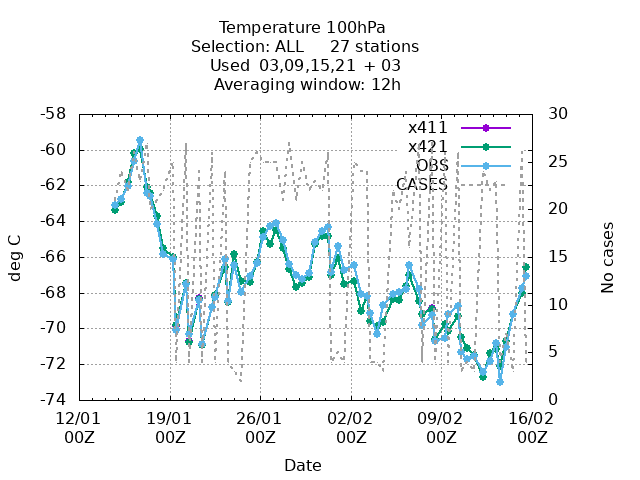 Temperature 100hPa
Selection: ALL 27 stations
Used 03,09,15,21 + 03
Averaging window: 12h
-58
-60
-62
-64
-66
-68
-70
-72
-74
deg C
30
25
20
15
10
5
0
No cases
x411
x421
OBS
CASES
12/01 19/01 26/01 02/02 09/02 16/02
00Z 00Z 00Z 00Z 00Z 00Z
Date